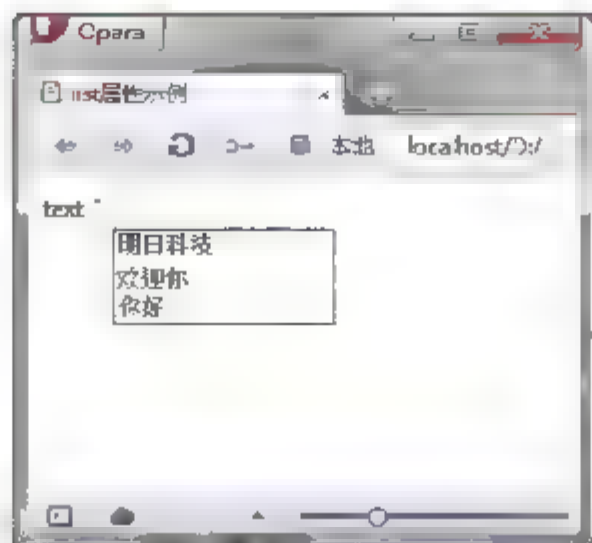 Opera
list属性示例
本地 localhost/D:/
text
明日科技
欢迎你
你好